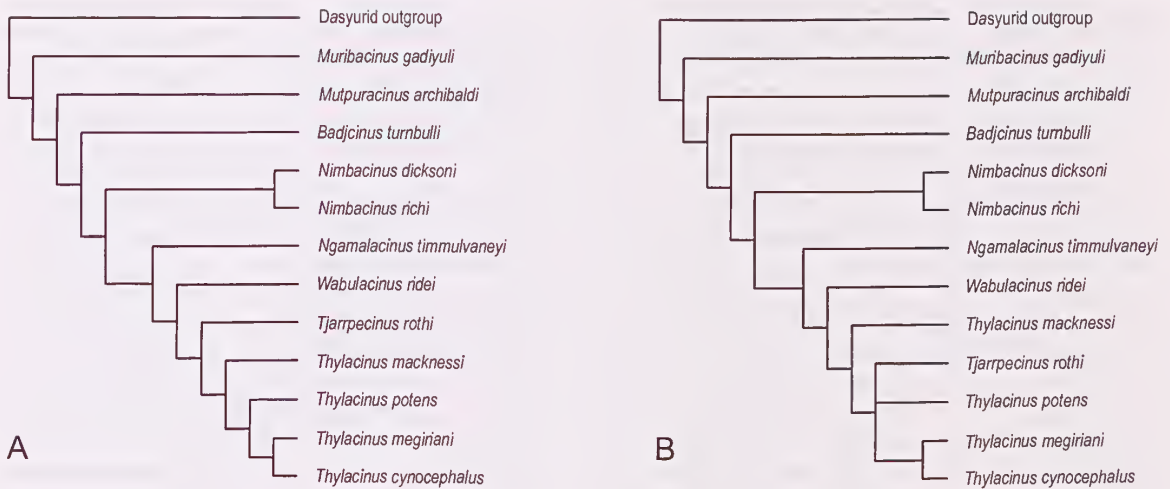 Dasyurid outgroup
Muribacinus gadiyuli
Mutpuracinus archibaldi
Badjcinus turnbulli
Nimbacinus dicksoni
Nimbacinus richi
Ngamalacinus timmulvaneyi
Wabulacinus ridei
Tjarrpecinus rothi
Thylacinus macknessi
Thylacinus potens
Thylacinus megiriani
Thylacinus cynocephalus
A
Dasyurid outgroup
Muribacinus gadiyuli
Mutpuracinus archibaldi
Badjcinus turnbulli
Nimbacinus dicksoni
Nimbacinus richi
Ngamalacinus timmulvaneyi
Wabulacinus ridei
Thylacinus macknessi
Tjarrpecinus rothi
Thylacinus potens
Thylacinus megiriani
Thylacinus cynocephalus
B